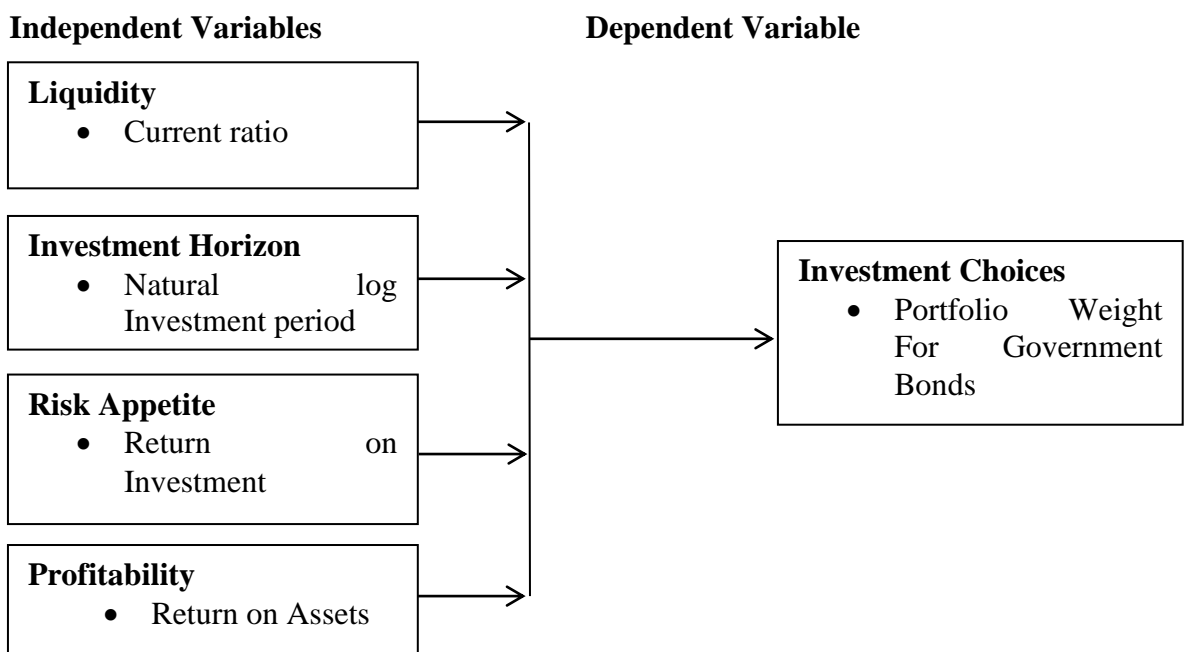 Independent Variables
Dependent Variable
Liquidity
• Current ratio
Investment Horizon
• Natural log
Investment period
Risk Appetite
• Return on
Investment
Profitability
• Return on Assets
Investment Choices
• Portfolio Weight
For Government
Bonds